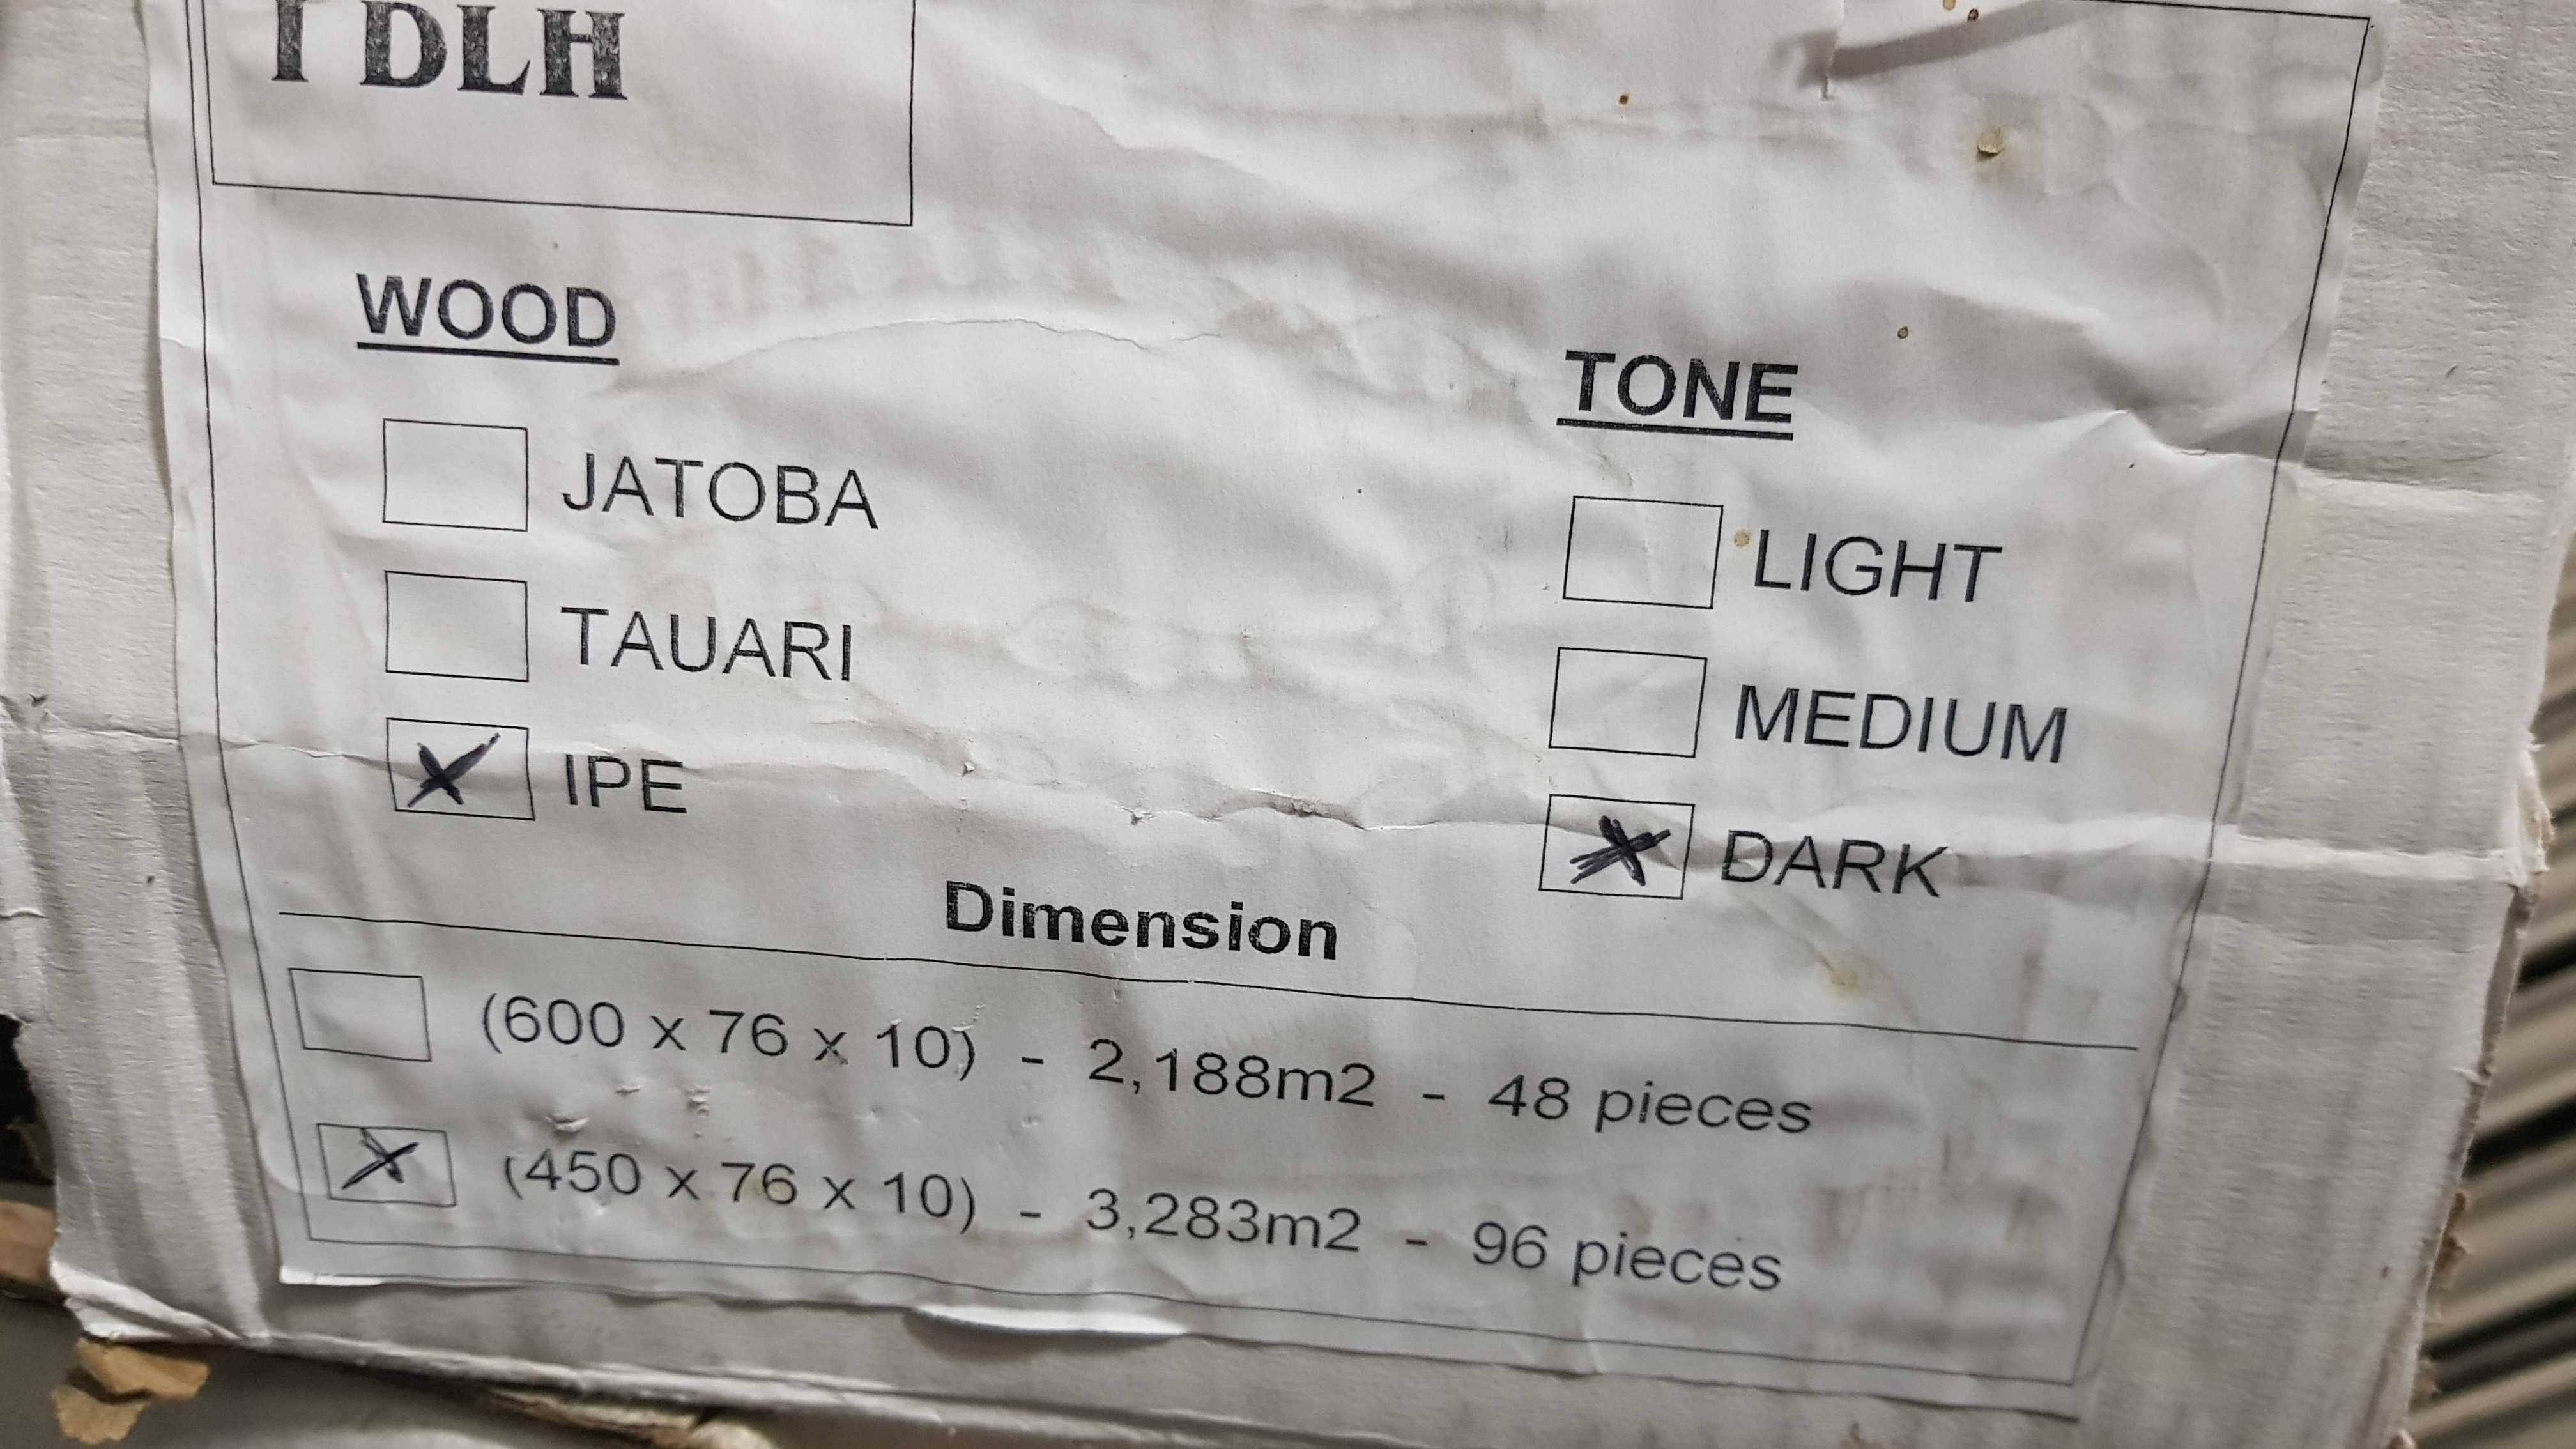 DLH
WOOD
TONE
JATOBA
LIGHT
TAUARI
MEDIUM
IPE
DARK
Dimension
(600 x 76 x 10) - 2,188m2 - 48 pieces
(450 x 76 x 10) - 3,283m2 - 96 pieces